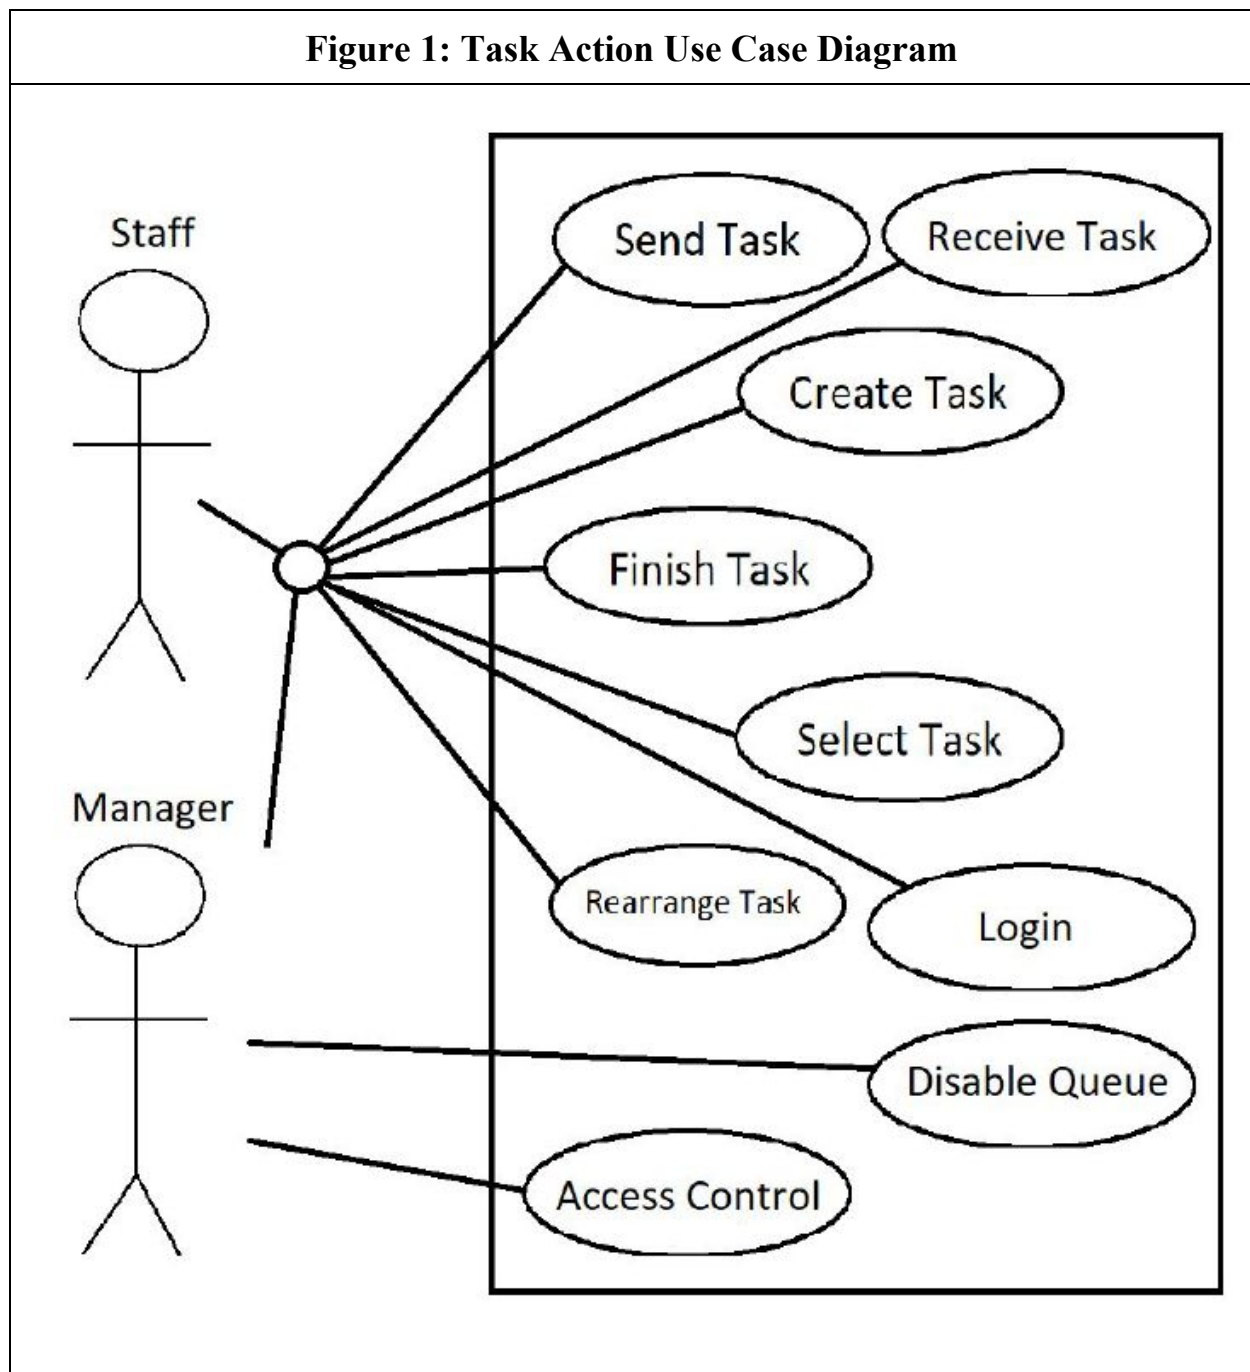 Figure 1: Task Action Use Case Diagram
Staff
Send Task
Receive Task
Create Task
Finish Task
Select Task
Manager
Rearrange Task
Login
Disable Queue
Access Control